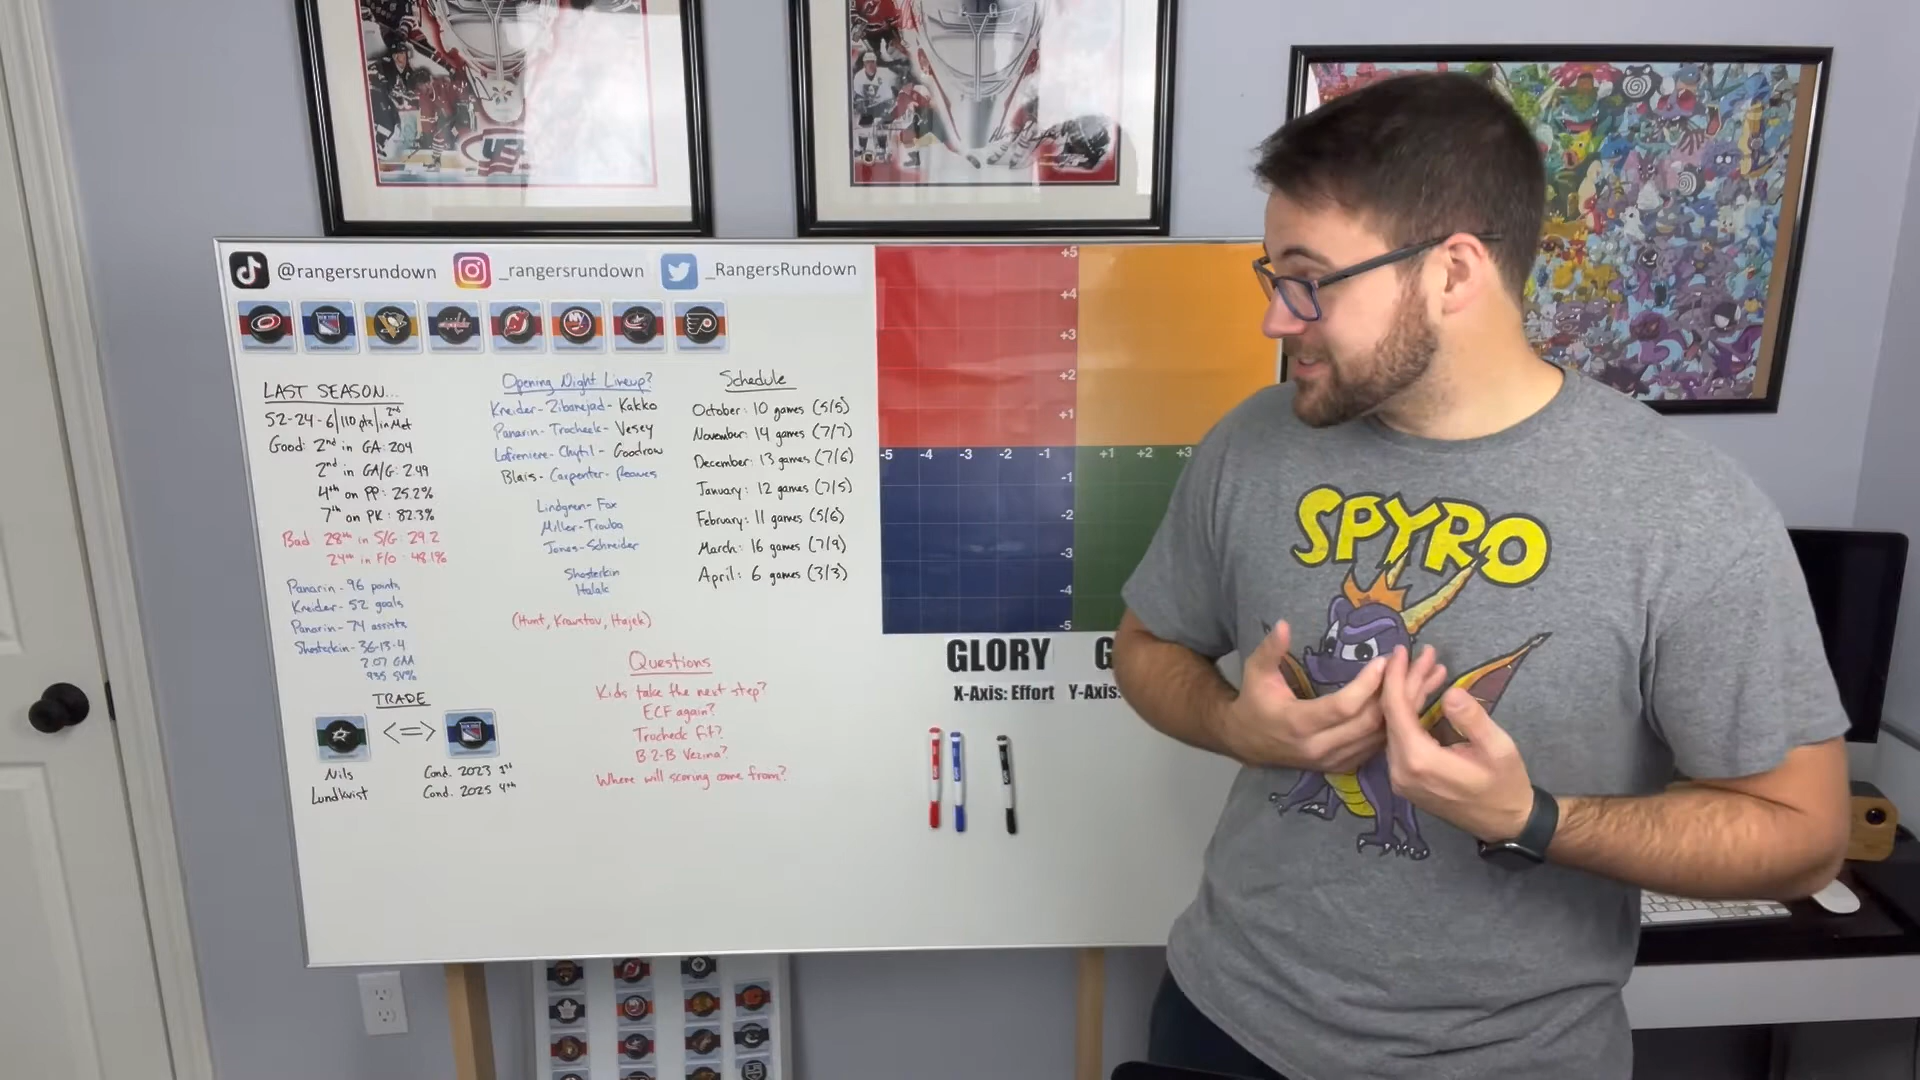 @rangersrundown _rangersrundown _RangersRundown
LAST SEASON...
52-24-6/110 pts/2nd in Met
Good: 2nd in GA: 204
2nd in GA/G: 2.49
4th on PP: 25.2%
7th on PK: 82.3%
Bad 28th in S/G: 29.2
24th in F/O: 48.1%
Panarin - 96 points
Kreider - 52 goals
Panarin - 74 assists
Shesterkin - 36-13-4
2.07 GAA
935 SV%
TRADE
<=>
Nils
Lundkvist
Cond. 2023 1st
Cond. 2025 4th
Opening Night Lineup?
Kreider - Zibanejad - Kakko
Panarin - Trocheck - Vesey
Lafreniere - Chytil - Goodrow
Blais - Carpenter - Reaves
Lindgren - Fox
Miller - Trouba
Jones - Schneider
Shesterkin
Halak
(Hunt, Kravstov, Hajek)
Questions
Kids take the next step?
ECF again?
Trocheck fit?
B2-B Vezina?
Where will scoring come from?
Schedule
October: 10 games (5/5)
November: 14 games (7/7)
December: 13 games (7/6)
January: 12 games (7/5)
February: 11 games (5/6)
March: 16 games (7/9)
April: 6 games (3/3)
+5
+4
+3
+2
+1
-5 -4 -3 -2 -1 +1 +2 +3
-1
-2
-3
-4
-5
GLORY G
X-Axis: Effort Y-Axis:
SPYRO